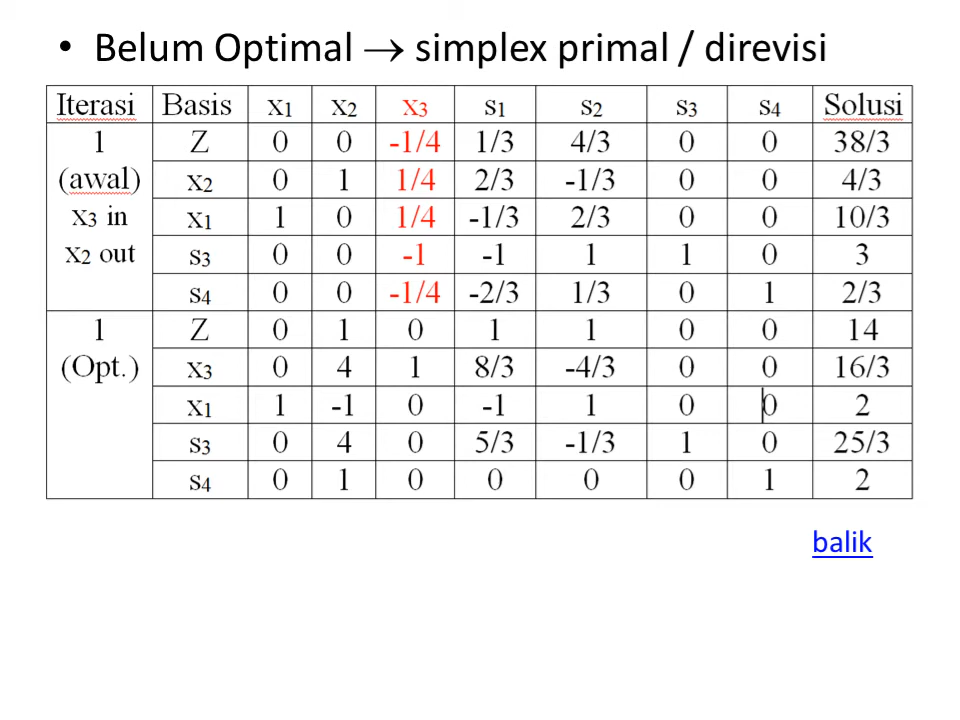 • Belum Optimal → simplex primal / direvisi
Iterasi Basis x1 x2 x3 s1 s2 s3 s4 Solusi
1 Z 0 0 -1/4 1/3 4/3 0 0 38/3
(awal) x2 0 1 1/4 2/3 -1/3 0 0 4/3
x3 in x1 1 0 1/4 -1/3 2/3 0 0 10/3
x2 out s3 0 0 -1 -1 1 1 0 3
s4 0 0 -1/4 -2/3 1/3 0 1 2/3
1 Z 0 1 0 1 1 0 0 14
(Opt.) x3 0 4 1 8/3 -4/3 0 0 16/3
x1 1 -1 0 -1 1 0 0 2
s3 0 4 0 5/3 -1/3 1 0 25/3
s4 0 1 0 0 0 0 1 2
balik